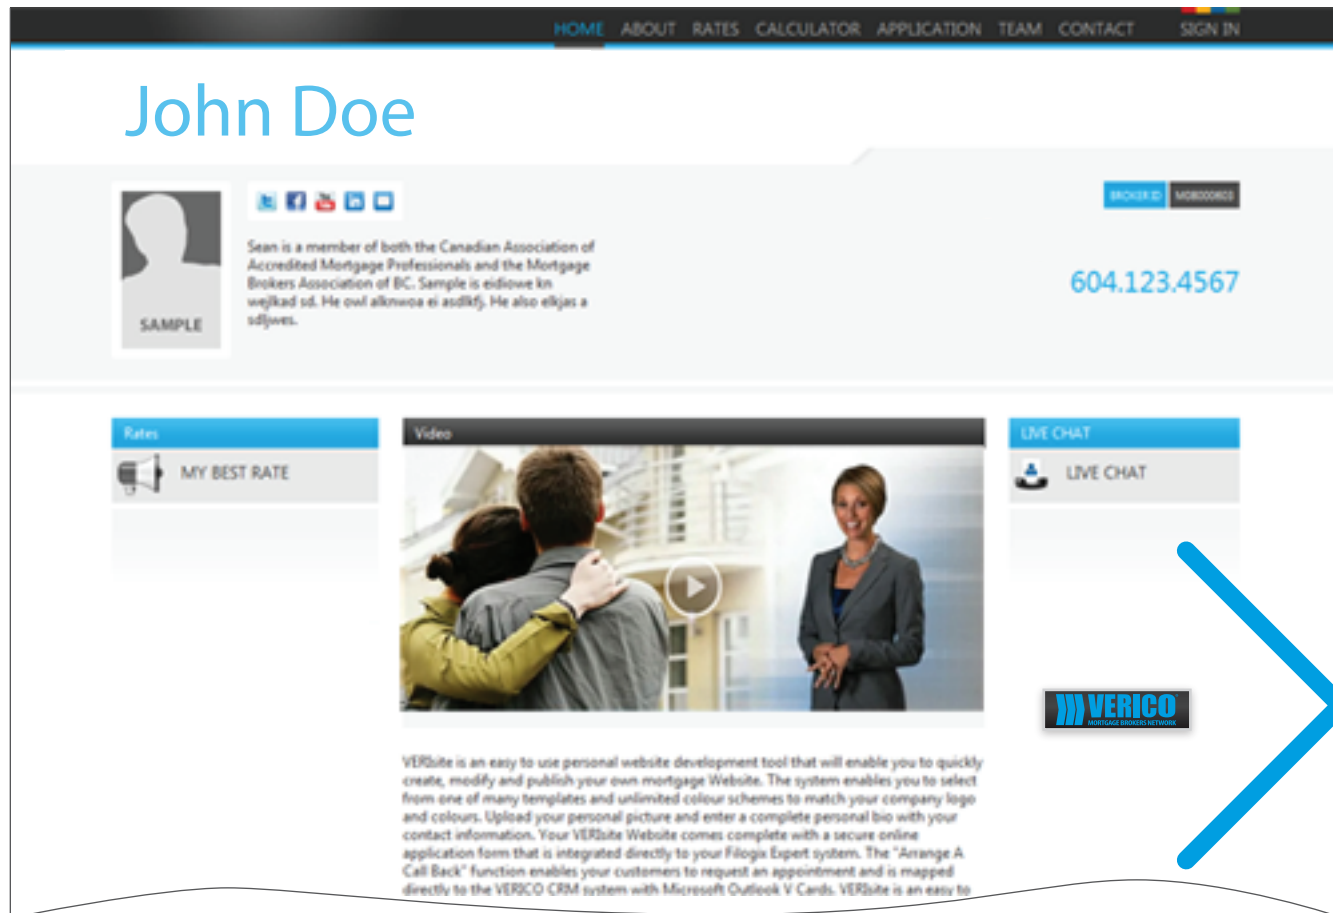 HOME ABOUT RATES CALCULATOR APPLICATION TEAM CONTACT SIGN IN
John Doe
BROKER ID
Sean is a member of both the Canadian Association of
Accredited Mortgage Professionals and the Mortgage
Brokers Association of BC. Sample is eidiowe kn
wejlkad sd. He owl alknwoa ei asdlkfj. He also elkjas a
sdljwes.
SAMPLE
604.123.4567
Rates
MY BEST RATE
Video
LIVE CHAT
LIVE CHAT
VERICO
MORTGAGE BROKERS NETWORK
VERIsite is an easy to use personal website development tool that will enable you to quickly
create, modify and publish your own mortgage Website. The system enables you to select
from one of many templates and unlimited colour schemes to match your company logo
and colours. Upload your personal picture and enter a complete personal bio with your
contact information. Your VERIsite Website comes complete with a secure online
application form that is integrated directly to your Filogix Expert system. The "Arrange A
Call Back" function enables your customers to request an appointment and is mapped
directly to the VERICO CRM system with Microsoft Outlook V Cards. VERIsite is an easy to